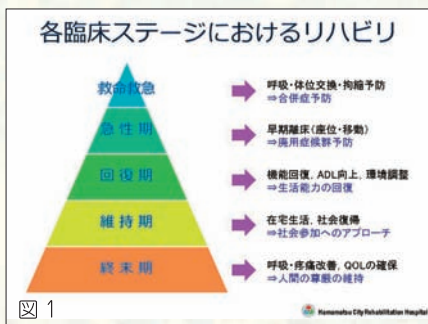 各臨床ステージにおけるリハビリ
救命救急
呼吸・体位交換・拘縮予防
⇒合併症予防
急性期
早期離床(座位・移動)
⇒廃用症候群予防
回復期
機能回復, ADL向上, 環境調整
⇒生活能力の回復
維持期
在宅生活, 社会復帰
⇒社会参加へのアプローチ
終末期
呼吸・疼痛改善, QOLの確保
⇒人間の尊厳の維持
図1
Hamamatsu City Rehabilitation Hospital